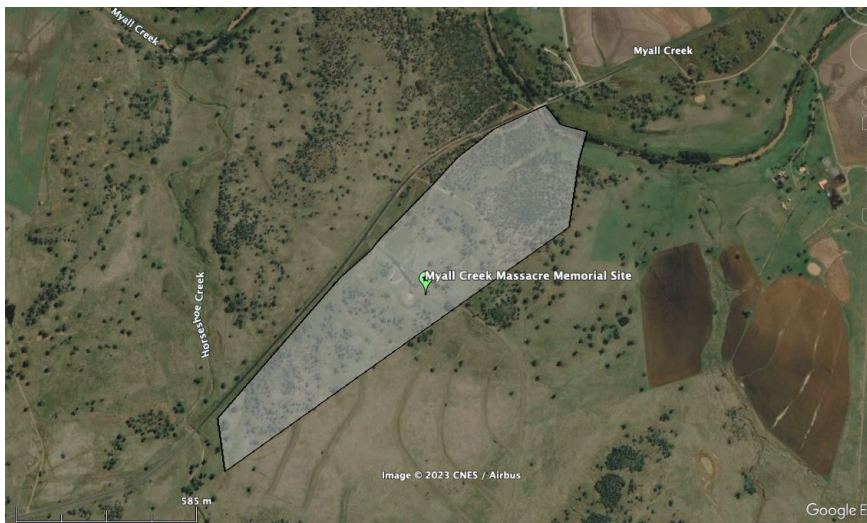 Myall Creek
Myall Creek
Myall Creek Massacre Memorial Site
Horseshoe Creek
Image © 2023 CNES / Airbus
585 m
Google